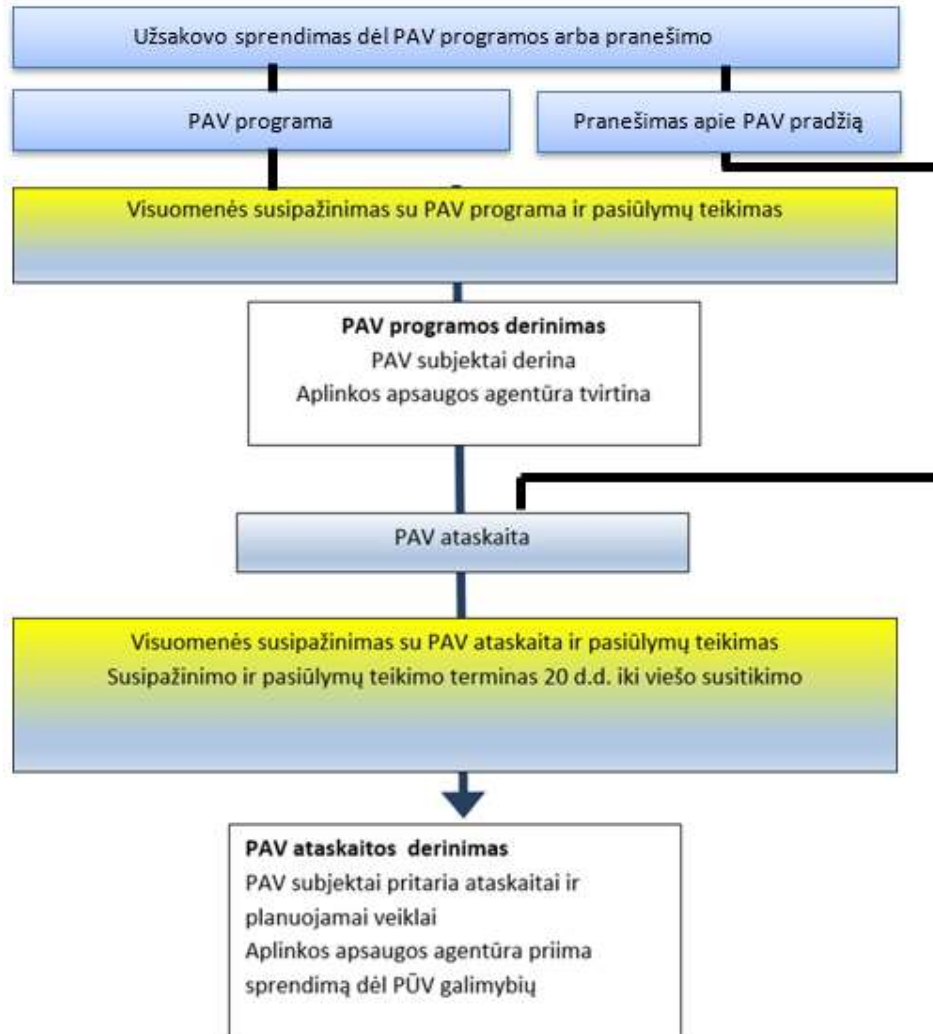 Užsakovo sprendimas dėl PAV programos arba pranešimo
PAV programa
Pranešimas apie PAV pradžią
Visuomenės susipažinimas su PAV programa ir pasiūlymų teikimas
PAV programos derinimas
PAV subjektai derina
Aplinkos apsaugos agentūra tvirtina
PAV ataskaita
Visuomenės susipažinimas su PAV ataskaita ir pasiūlymų teikimas
Susipažinimo ir pasiūlymų teikimo terminas 20 d.d. iki viešo susitikimo
PAV ataskaitos derinimas
PAV subjektai pritaria ataskaitai ir
planuojamai veiklai
Aplinkos apsaugos agentūra priima
sprendimą dėl PŪV galimybių